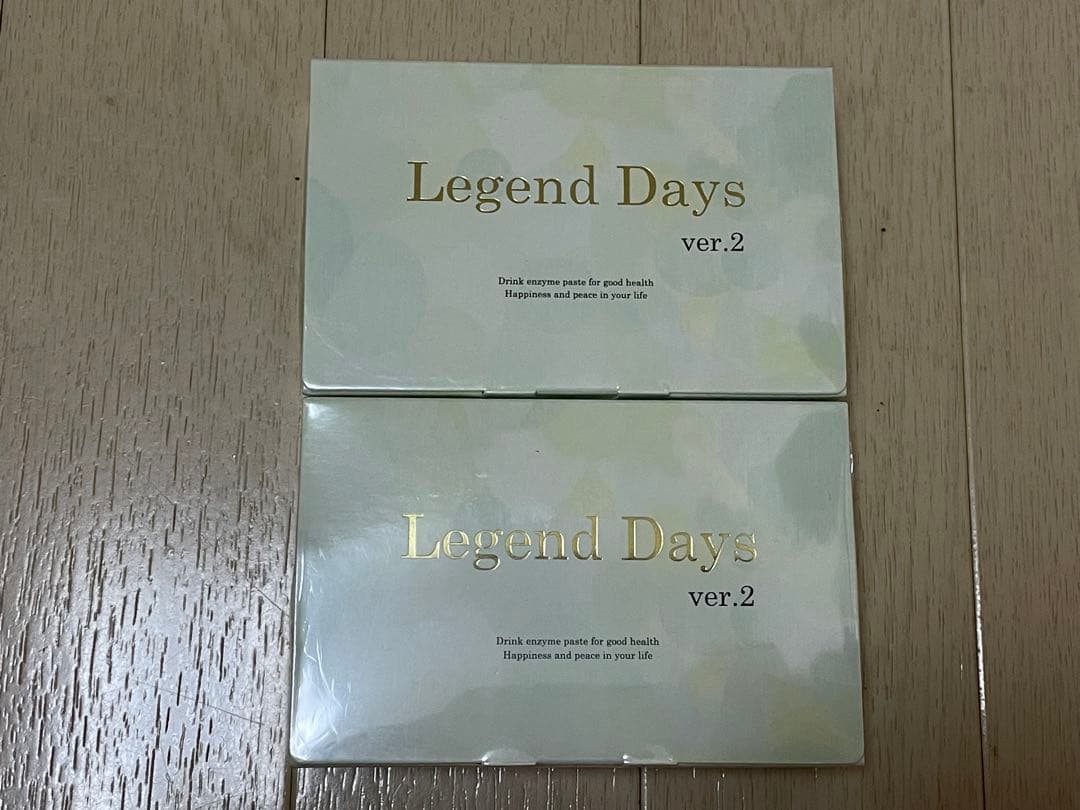 Legend Days
ver.2
Drink enzyme paste for good health
Happiness and peace in your life
Legend Days
ver.2
Drink enzyme paste for good health
Happiness and peace in your life